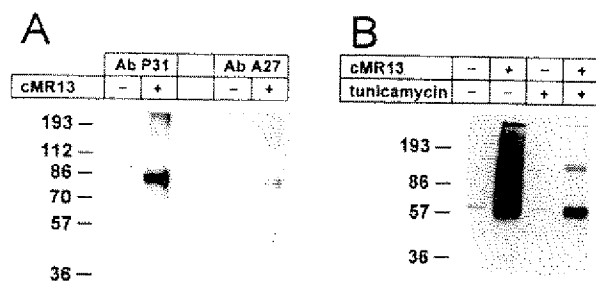 A
Ab P31 Ab A27
cMR13 – + – +
193 –
112 –
86 –
70 –
57 –
36 –
B
cMR13 – + – +
tunicamycin – – + +
193 –
86 –
57 –
36 –